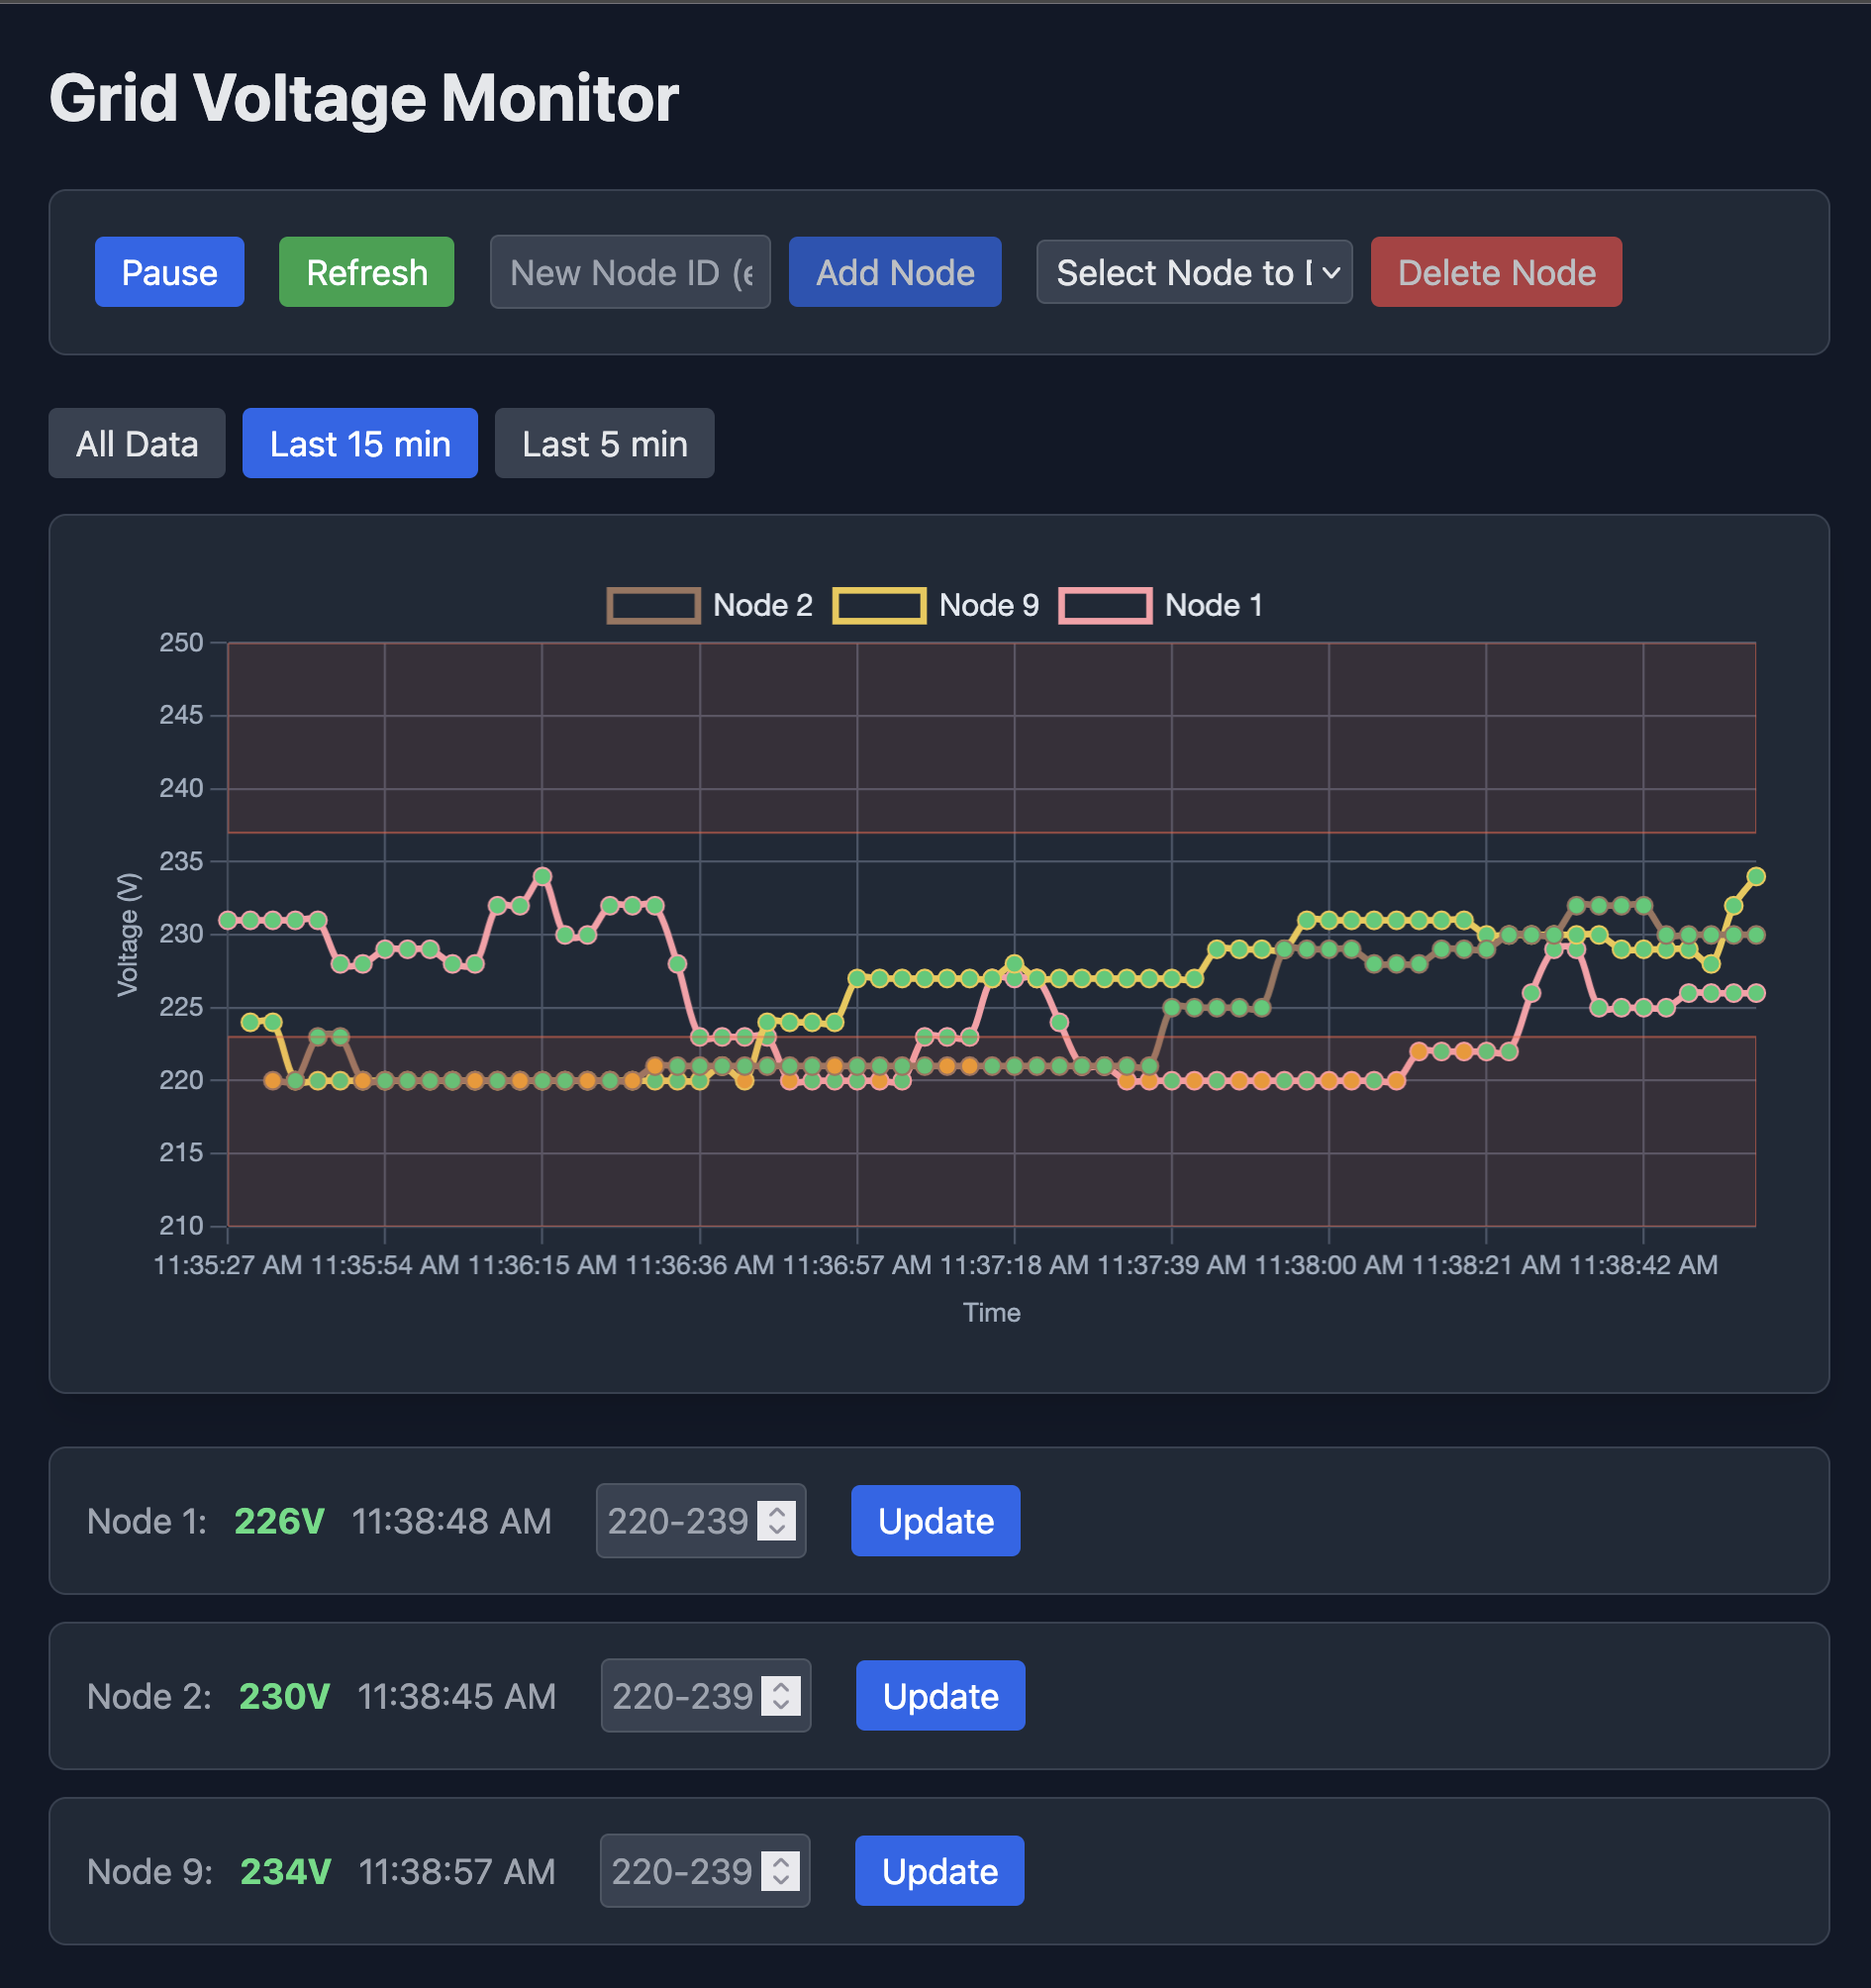 Grid Voltage Monitor
Pause Refresh New Node ID (e Add Node Select Node to Delete Node
All Data Last 15 min Last 5 min
Node 2 Node 9 Node 1
250
245
240
235
230
225
220
215
210
Voltage (V)
11:35:27 AM 11:35:54 AM 11:36:15 AM 11:36:36 AM 11:36:57 AM 11:37:18 AM 11:37:39 AM 11:38:00 AM 11:38:21 AM 11:38:42 AM
Time
Node 1: 226V 11:38:48 AM 220-239 Update
Node 2: 230V 11:38:45 AM 220-239 Update
Node 9: 234V 11:38:57 AM 220-239 Update